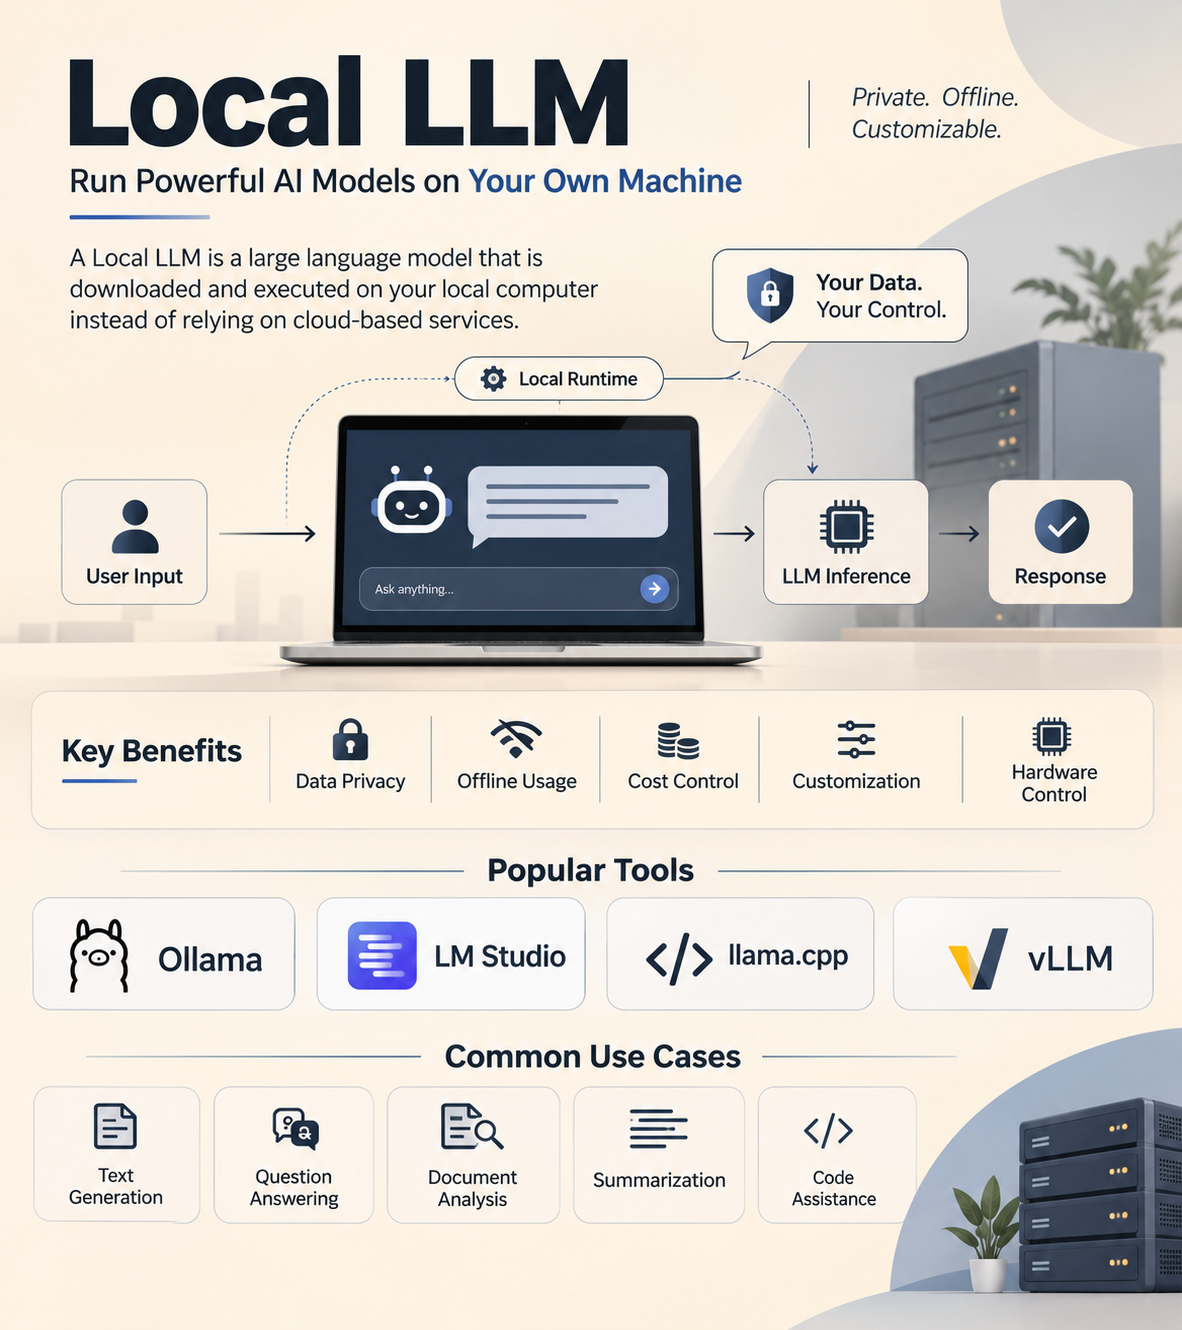 Local LLM
Private. Offline.
Customizable.
Run Powerful AI Models on Your Own Machine
A Local LLM is a large language model that is
downloaded and executed on your local computer
instead of relying on cloud-based services.
Your Data.
Your Control.
Local Runtime
User Input
Ask anything...
LLM Inference
Response
Key Benefits
Data Privacy
Offline Usage
Cost Control
Customization
Hardware
Control
Popular Tools
Ollama
LM Studio
llama.cpp
vLLM
Common Use Cases
Text
Generation
Question
Answering
Document
Analysis
Summarization
Code
Assistance